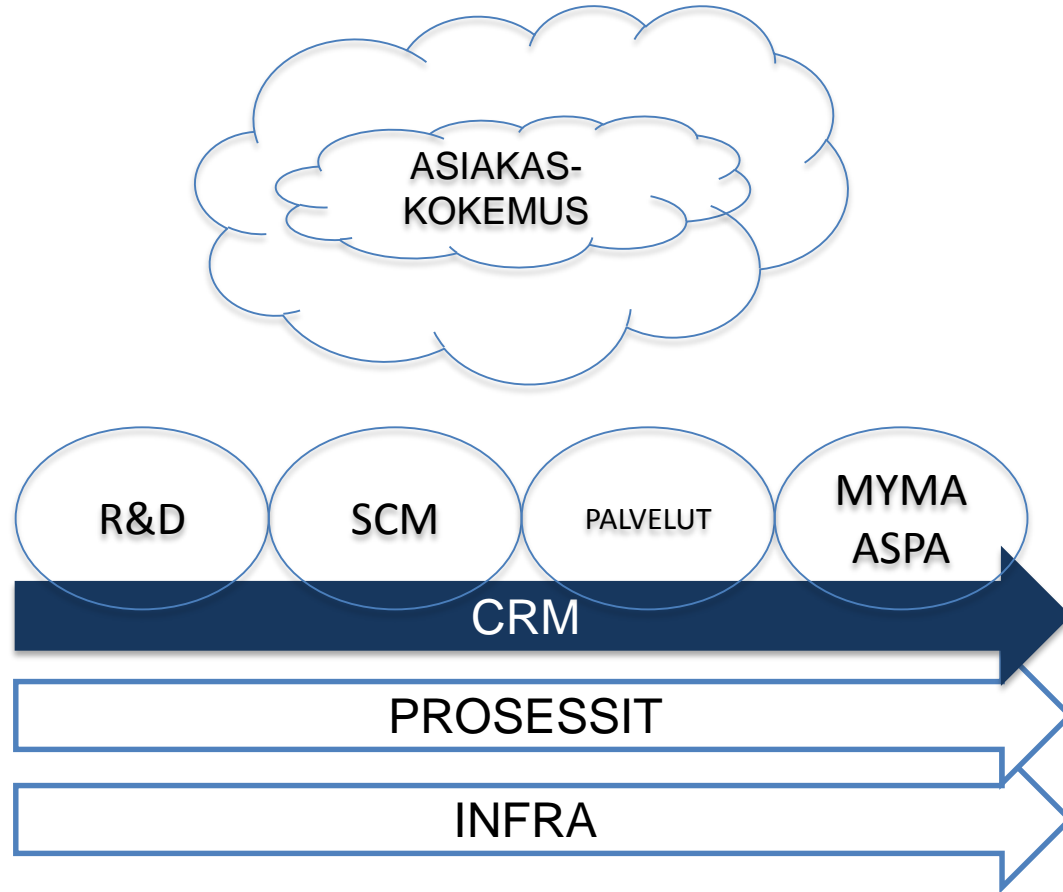 ASIAKAS-
KOKEMUS
R&D
SCM
PALVELUT
MYMA
ASPA
CRM
PROSESSIT
INFRA